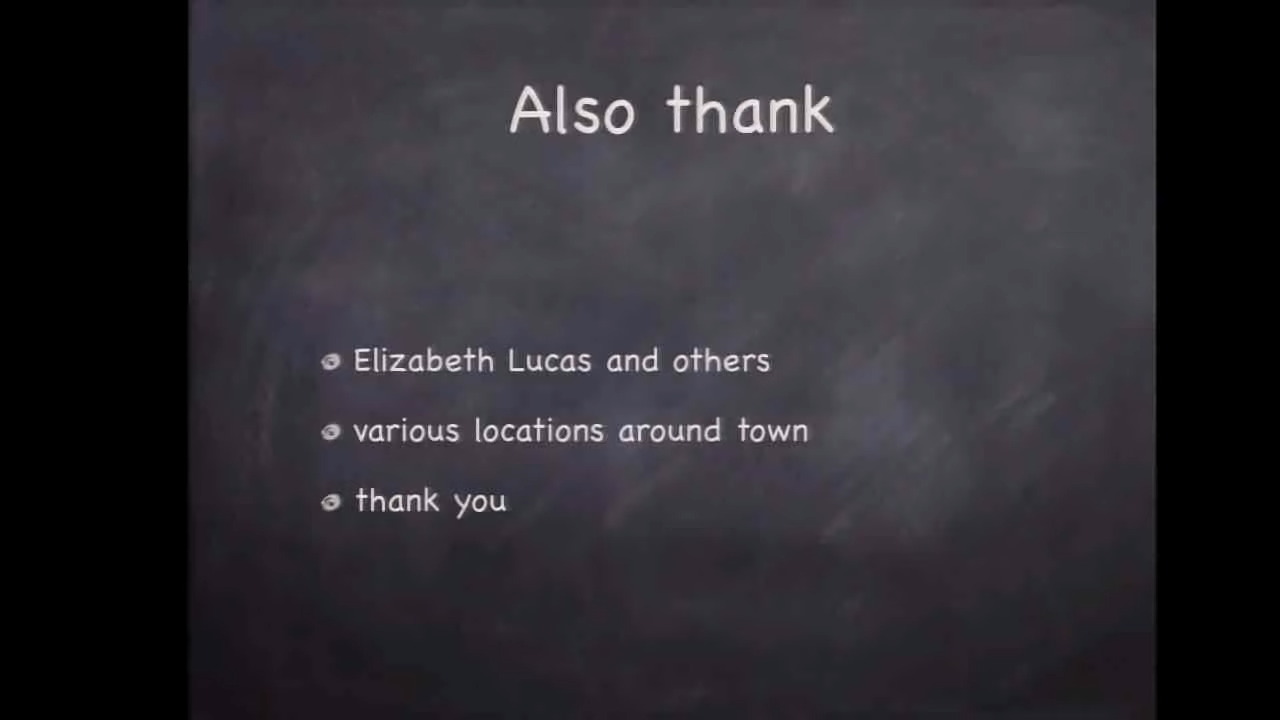 Also thank
Elizabeth Lucas and others
various locations around town
thank you